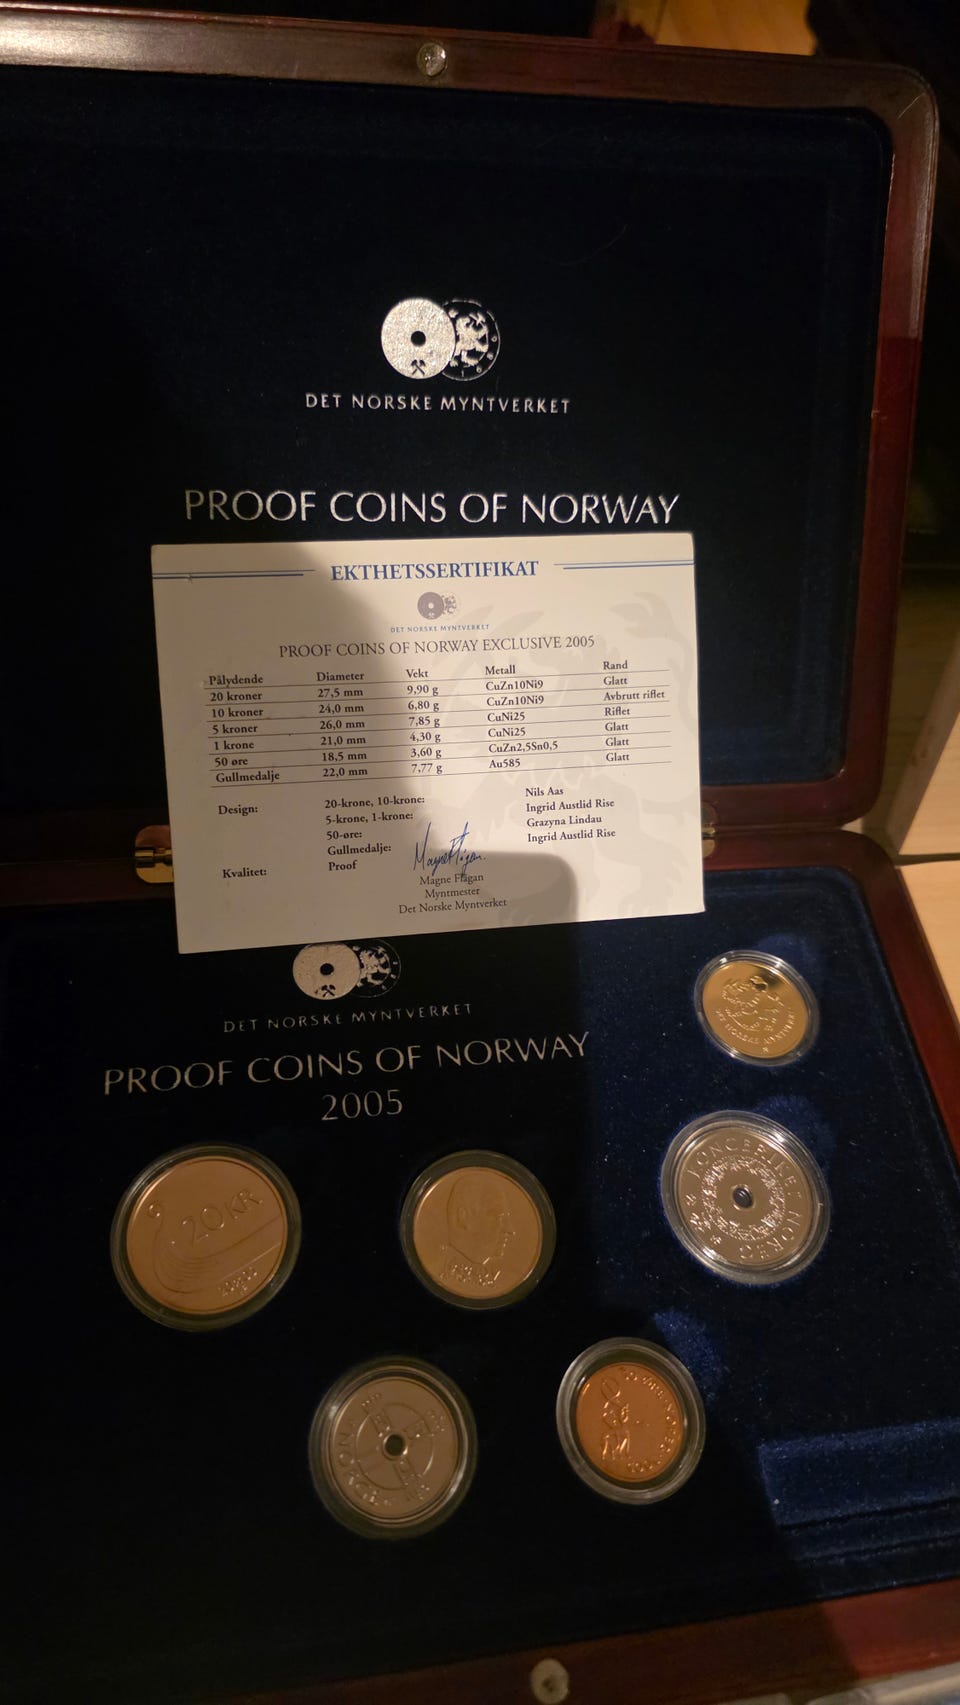 DET NORSKE MYNTVERKET
PROOF COINS OF NORWAY
EKTHETSSERTIFIKAT
DET NORSKE MYNTVERKET
PROOF COINS OF NORWAY EXCLUSIVE 2005
Pålydende Diameter Vekt Metall Rand
20 kroner 27,5 mm 9,90 g CuZn10Ni9 Glatt
10 kroner 24,0 mm 6,80 g CuZn10Ni9 Avbrutt riflet
5 kroner 26,0 mm 7,85 g CuNi25 Riflet
1 krone 21,0 mm 4,30 g CuNi25 Glatt
50 øre 18,5 mm 3,60 g CuZn2,5Sn0,5 Glatt
Gullmedalje 22,0 mm 7,77 g Au585 Glatt
Design: 20-krone, 10-krone: Nils Aas
5-krone, 1-krone: Ingrid Austlid Rise
50-øre: Grazyna Lindau
Gullmedalje: Ingrid Austlid Rise
Kvalitet: Proof
Magne Flagan
Myntmester
Det Norske Myntverket
DET NORSKE MYNTVERKET
PROOF COINS OF NORWAY
2005
DET NORSKE MYNTVERKET
20 KR
NORGE